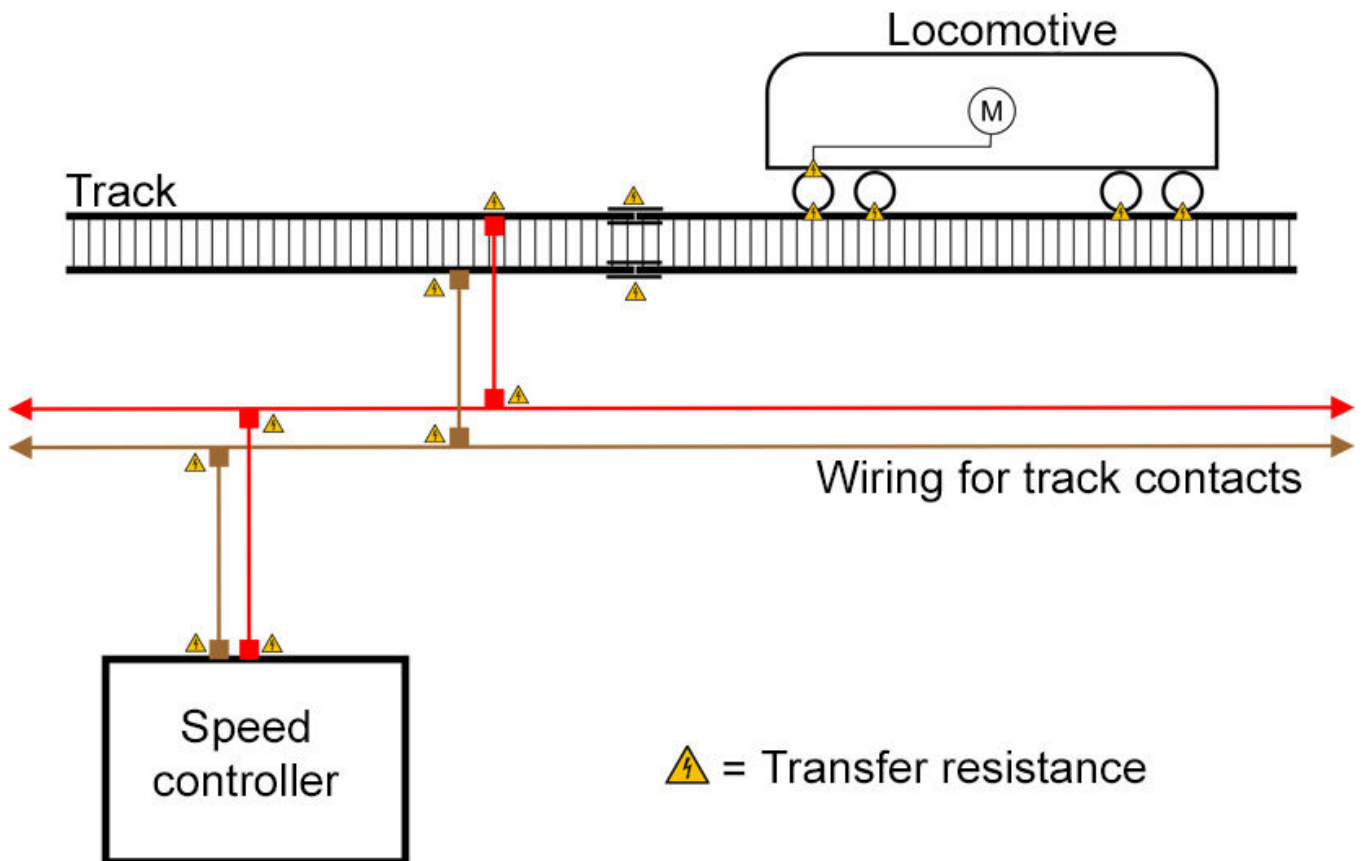 Locomotive
M
Track
Wiring for track contacts
Speed
controller
= Transfer resistance